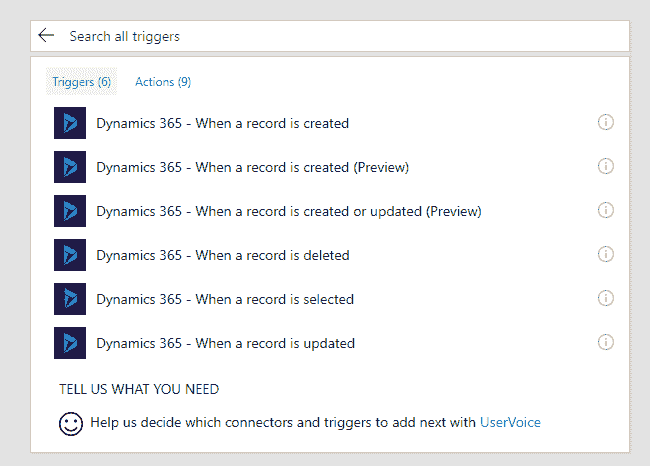 Search all triggers
Triggers (6) Actions (9)
Dynamics 365 - When a record is created
Dynamics 365 - When a record is created (Preview)
Dynamics 365 - When a record is created or updated (Preview)
Dynamics 365 - When a record is deleted
Dynamics 365 - When a record is selected
Dynamics 365 - When a record is updated
TELL US WHAT YOU NEED
Help us decide which connectors and triggers to add next with UserVoice